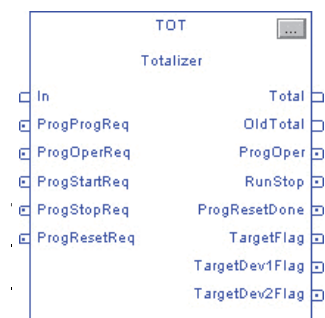 TOT
...
Totalizer
In Total
ProgProgReq OldTotal
ProgOperReq ProgOper
ProgStartReq RunStop
ProgStopReq ProgResetDone
ProgResetReq TargetFlag
TargetDev1Flag
TargetDev2Flag